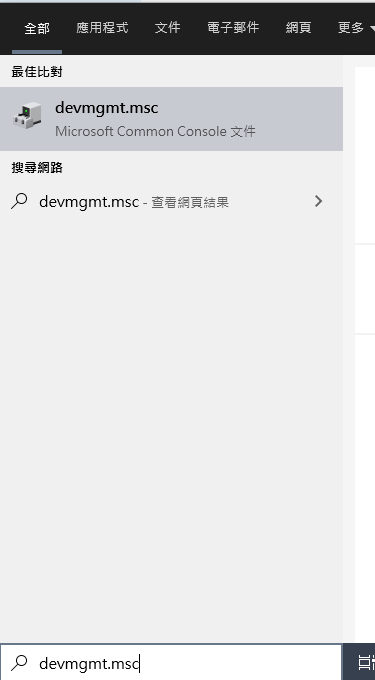 全部 應用程式 文件 電子郵件 網頁 更多
最佳比對
devmgmt.msc
Microsoft Common Console 文件
搜尋網路
devmgmt.msc - 查看網頁結果
devmgmt.msc